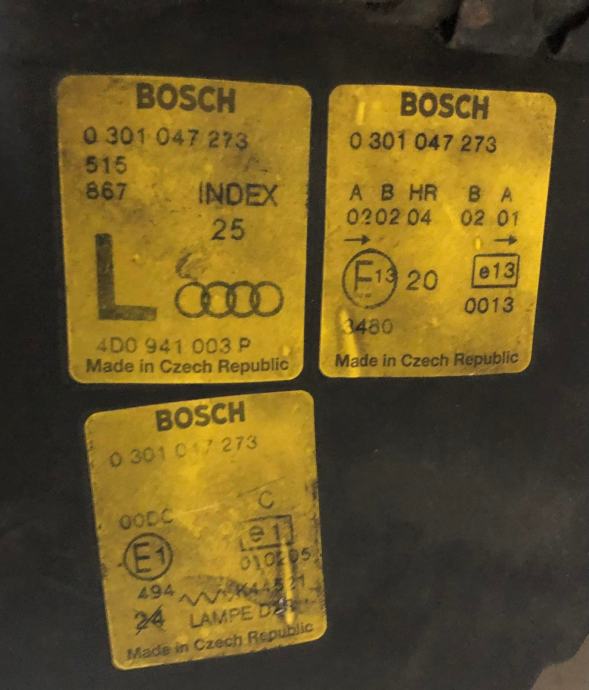 BOSCH
0 301 047 273
515
867 INDEX
25
L
4D0 941 003 P
Made in Czech Republic
BOSCH
0 301 047 273
A B HR B A
02 02 04 02 01
E13 20 e13
0013
3480
Made in Czech Republic
BOSCH
0 301 047 273
C
00DC
E1 e1
010205
494
24 LAMPE
Made in Czech Republic